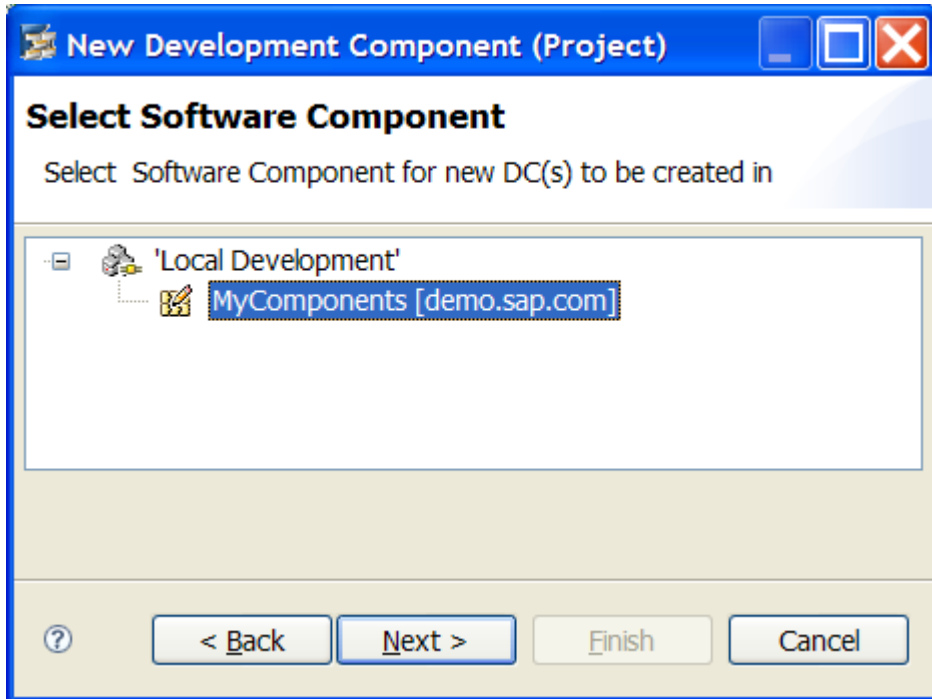 New Development Component (Project)
Select Software Component
Select Software Component for new DC(s) to be created in
'Local Development'
MyComponents [demo.sap.com]
? < Back Next > Finish Cancel